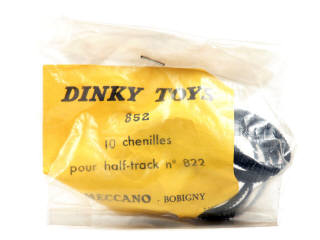 DINKY TOYS
852
10 chenilles
pour half-track n° 822
MECCANO - BOBIGNY